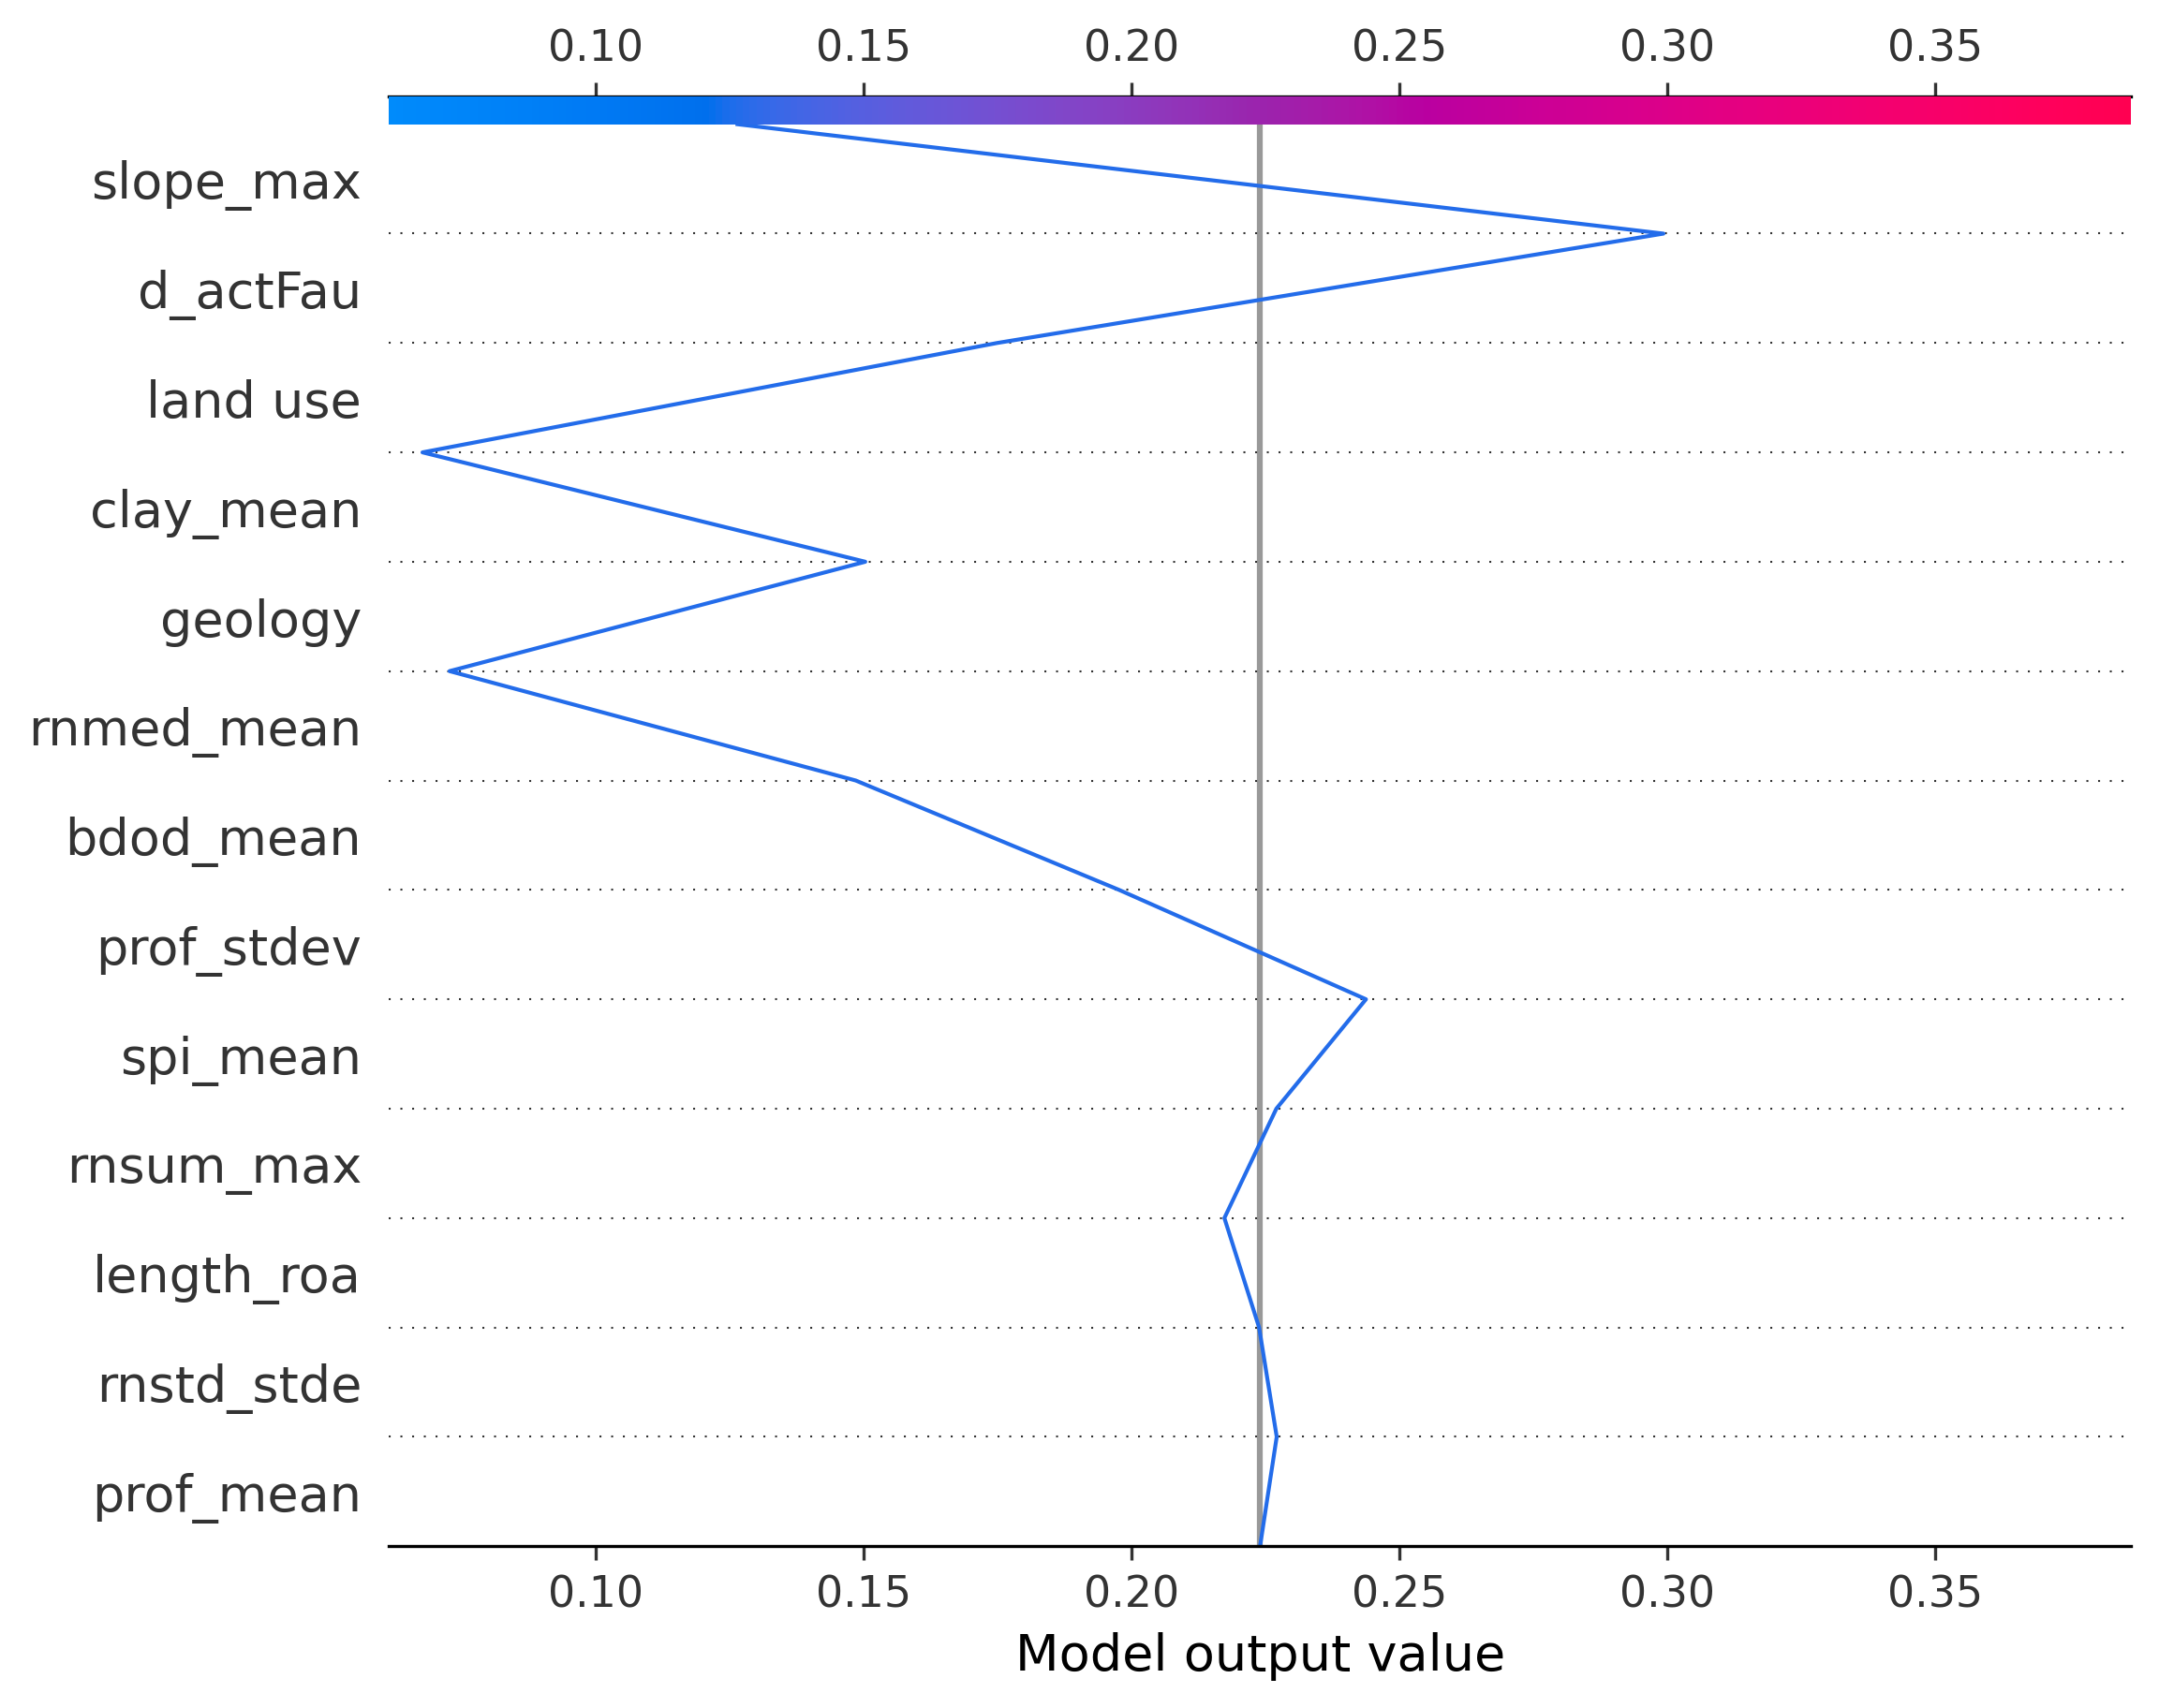 0.10 0.15 0.20 0.25 0.30 0.35
slope_max
d_actFau
land use
clay_mean
geology
rnmed_mean
bdod_mean
prof_stdev
spi_mean
rnsum_max
length_roa
rnstd_stde
prof_mean
0.10 0.15 0.20 0.25 0.30 0.35
Model output value